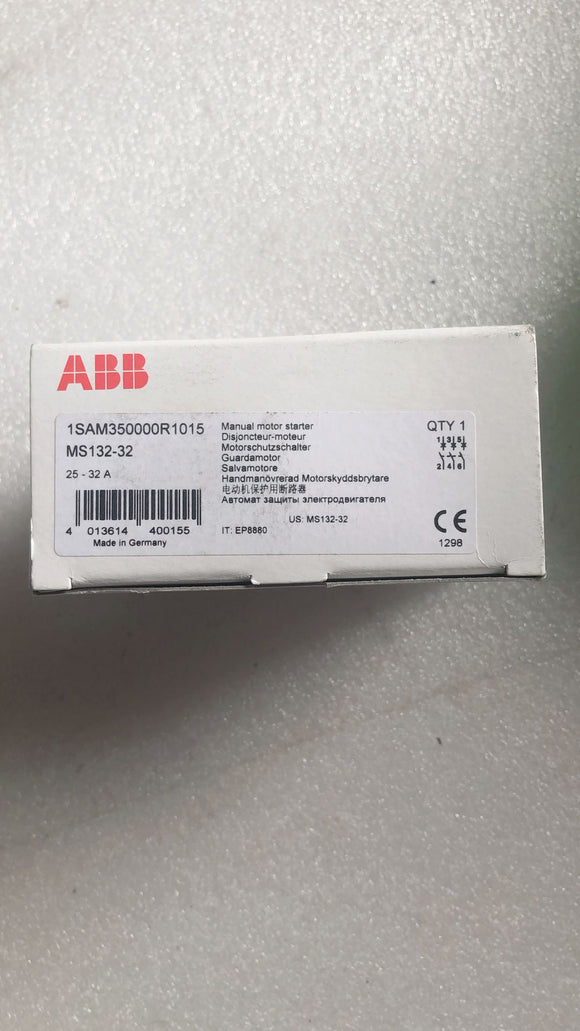 ABB
1SAM350000R1015
MS132-32
25 - 32 A
4 013614 400155
Made in Germany
Manual motor starter
Disjoncteur-moteur
Motorschutzschalter
Guardamotor
Salvamotore
Handmanövrerad Motorskyddsbrytare
电动机保护用断路器
Автомат защиты электродвигателя
US: MS132-32
IT: EP8880
QTY 1
1 3 5
2 4 6
CE
1298